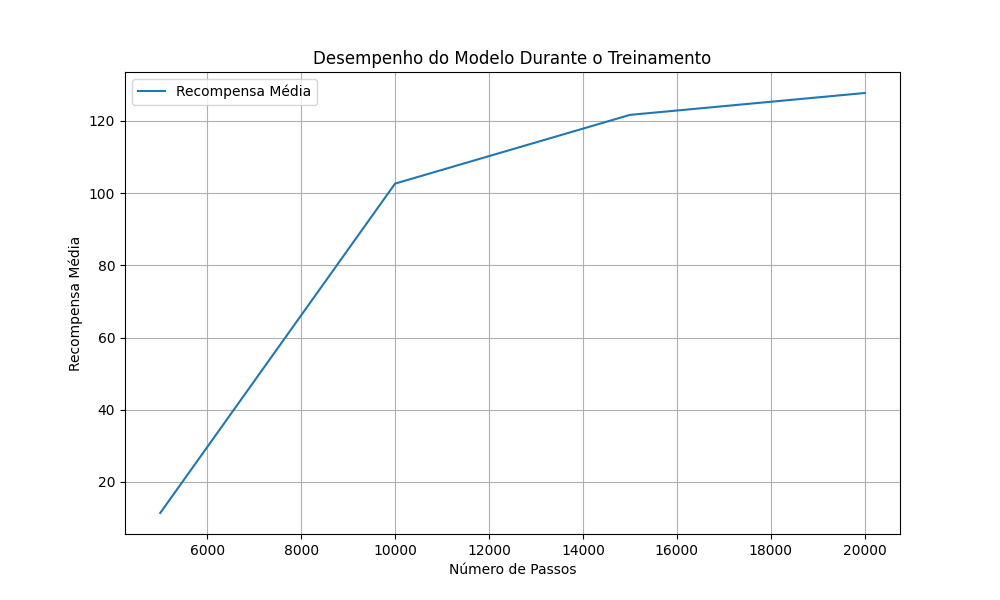 Desempenho do Modelo Durante o Treinamento
Recompensa Média
120
100
80
60
40
20
Recompensa Média
6000 8000 10000 12000 14000 16000 18000 20000
Número de Passos